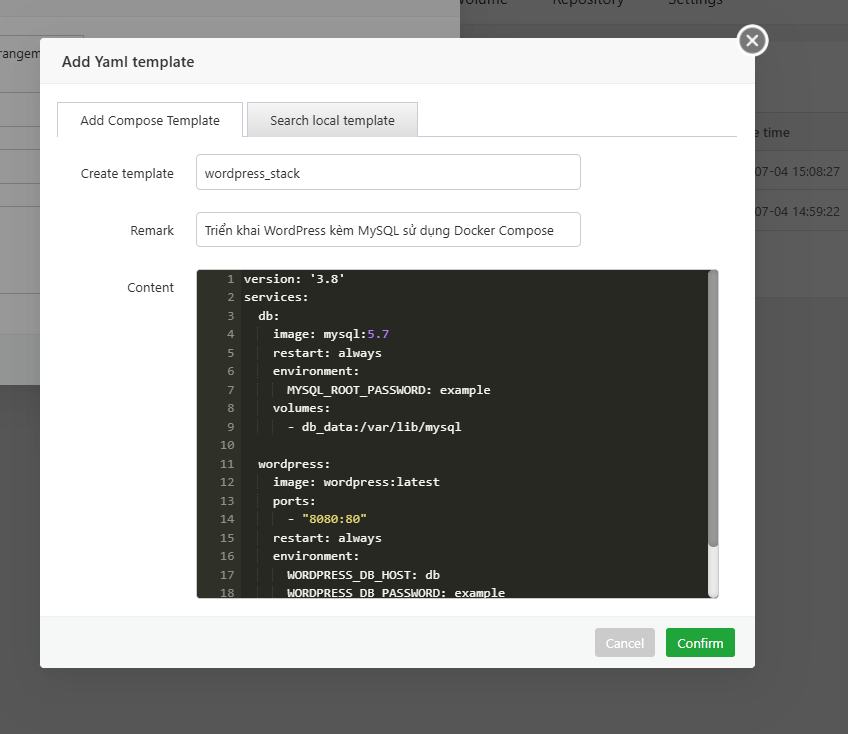 Repository
Settings
Add Yaml template
Add Compose Template
Search local template
time
Create template
wordpress_stack
07-04 15:08:27
07-04 14:59:22
Remark
Triển khai WordPress kèm MySQL sử dụng Docker Compose
Content
1 version: '3.8'
2 services:
3 db:
4 image: mysql:5.7
5 restart: always
6 environment:
7 MYSQL_ROOT_PASSWORD: example
8 volumes:
9 - db_data:/var/lib/mysql
10
11 wordpress:
12 image: wordpress:latest
13 ports:
14 - "8080:80"
15 restart: always
16 environment:
17 WORDPRESS_DB_HOST: db
18 WORDPRESS_DB_PASSWORD: example
Cancel
Confirm